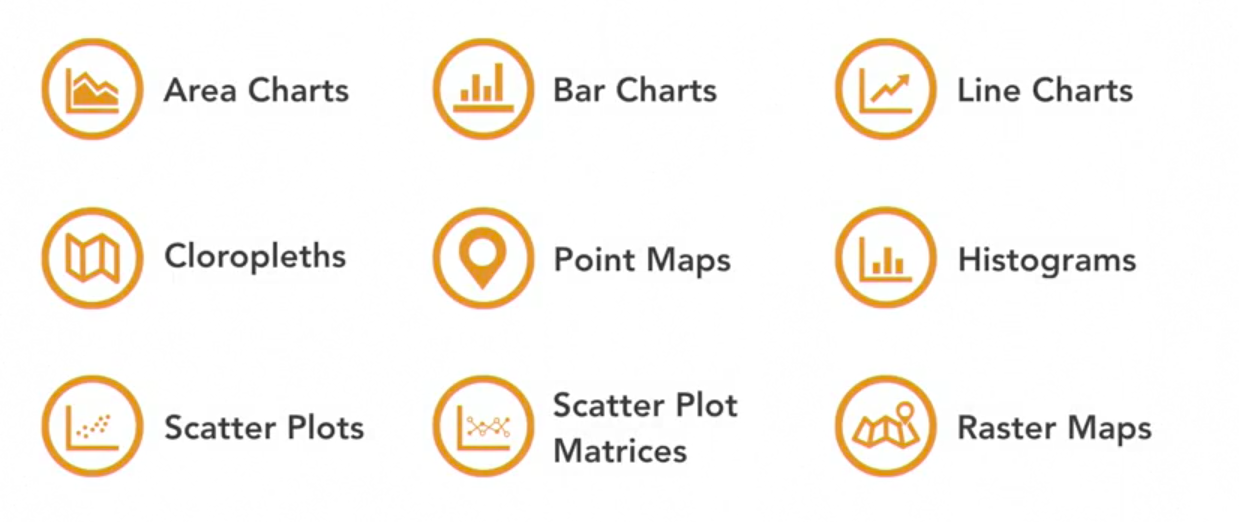 Area Charts
Bar Charts
Line Charts
Cloropleths
Point Maps
Histograms
Scatter Plots
Scatter Plot
Matrices
Raster Maps